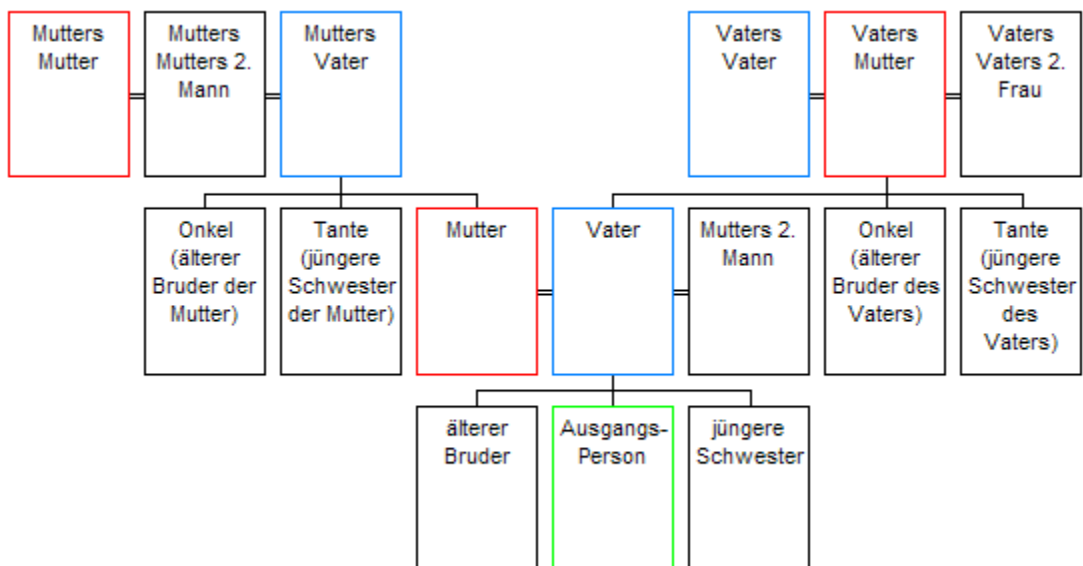 Mutters
Mutter
Mutters
Mutters 2.
Mann
Mutters
Vater
Vaters
Vater
Vaters
Mutter
Vaters
Vaters 2.
Frau
Onkel
(älterer
Bruder der
Mutter)
Tante
(jüngere
Schwester
der Mutter)
Mutter
Vater
Mutters 2.
Mann
Onkel
(älterer
Bruder des
Vaters)
Tante
(jüngere
Schwester
des
Vaters)
älterer
Bruder
Ausgangs-
Person
jüngere
Schwester